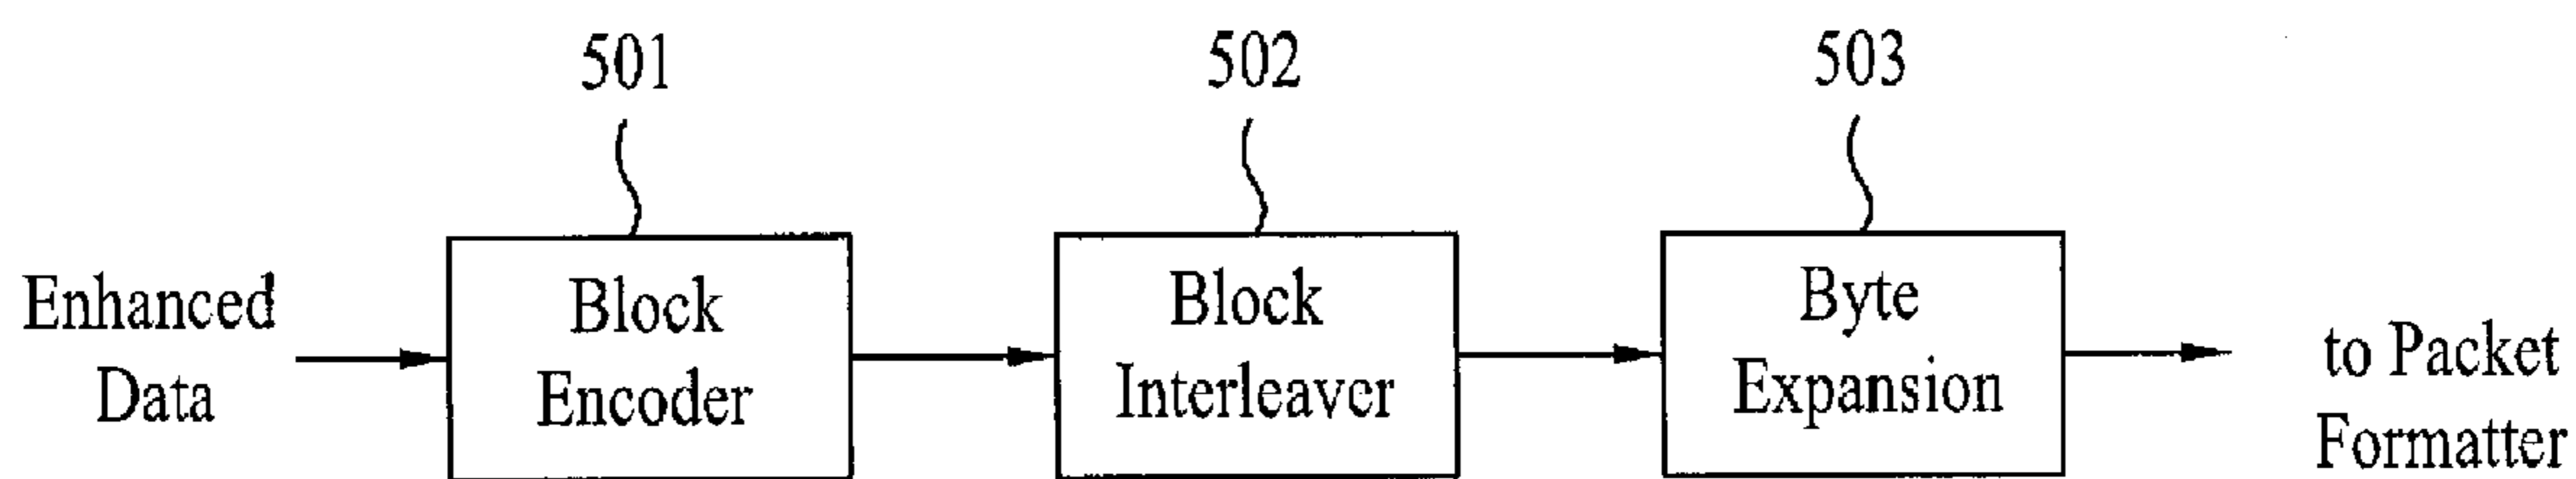 501
502
503
Enhanced
Data
Block
Encoder
Block
Interleaver
Byte
Expansion
to Packet
Formatter